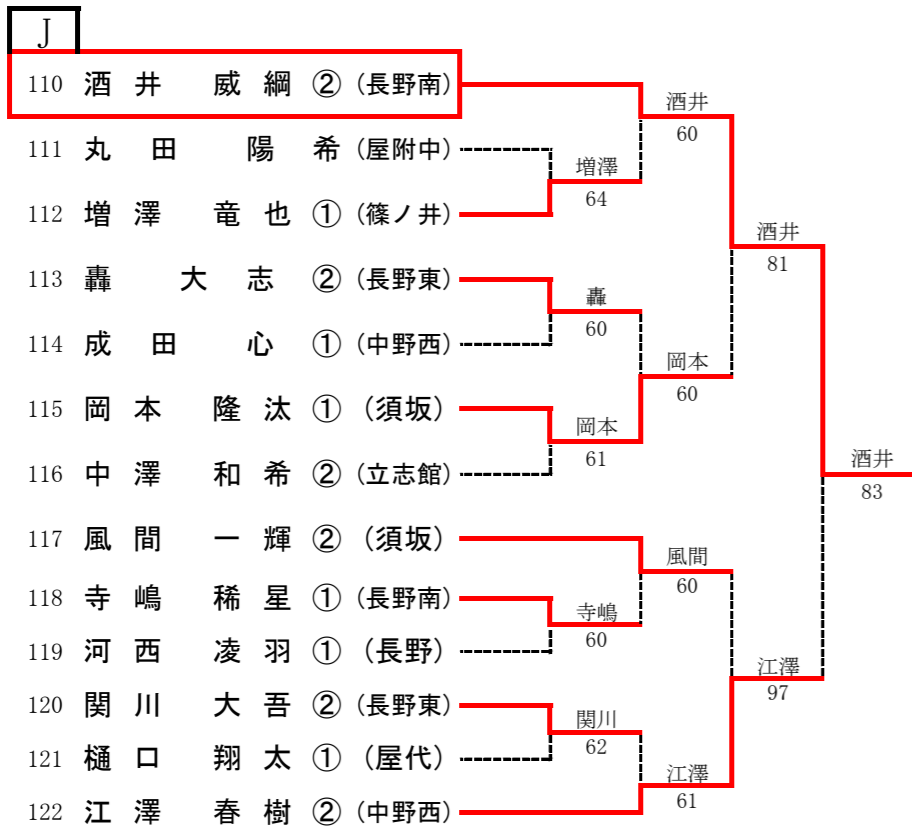 J
110 酒井 威綱 ② (長野南)
111 丸田 陽希 (屋附中)
112 増澤 竜也 ① (篠ノ井)
113 轟 大志 ② (長野東)
114 成田 心 ① (中野西)
115 岡本 隆汰 ① (須坂)
116 中澤 和希 ② (立志館)
117 風間 一輝 ② (須坂)
118 寺嶋 稀星 ① (長野南)
119 河西 凌羽 ① (長野)
120 関川 大吾 ② (長野東)
121 樋口 翔太 ① (屋代)
122 江澤 春樹 ② (中野西)
増澤
64
轟
60
岡本
61
寺嶋
60
関川
62
酒井
60
岡本
60
風間
60
江澤
61
酒井
81
江澤
97
酒井
83